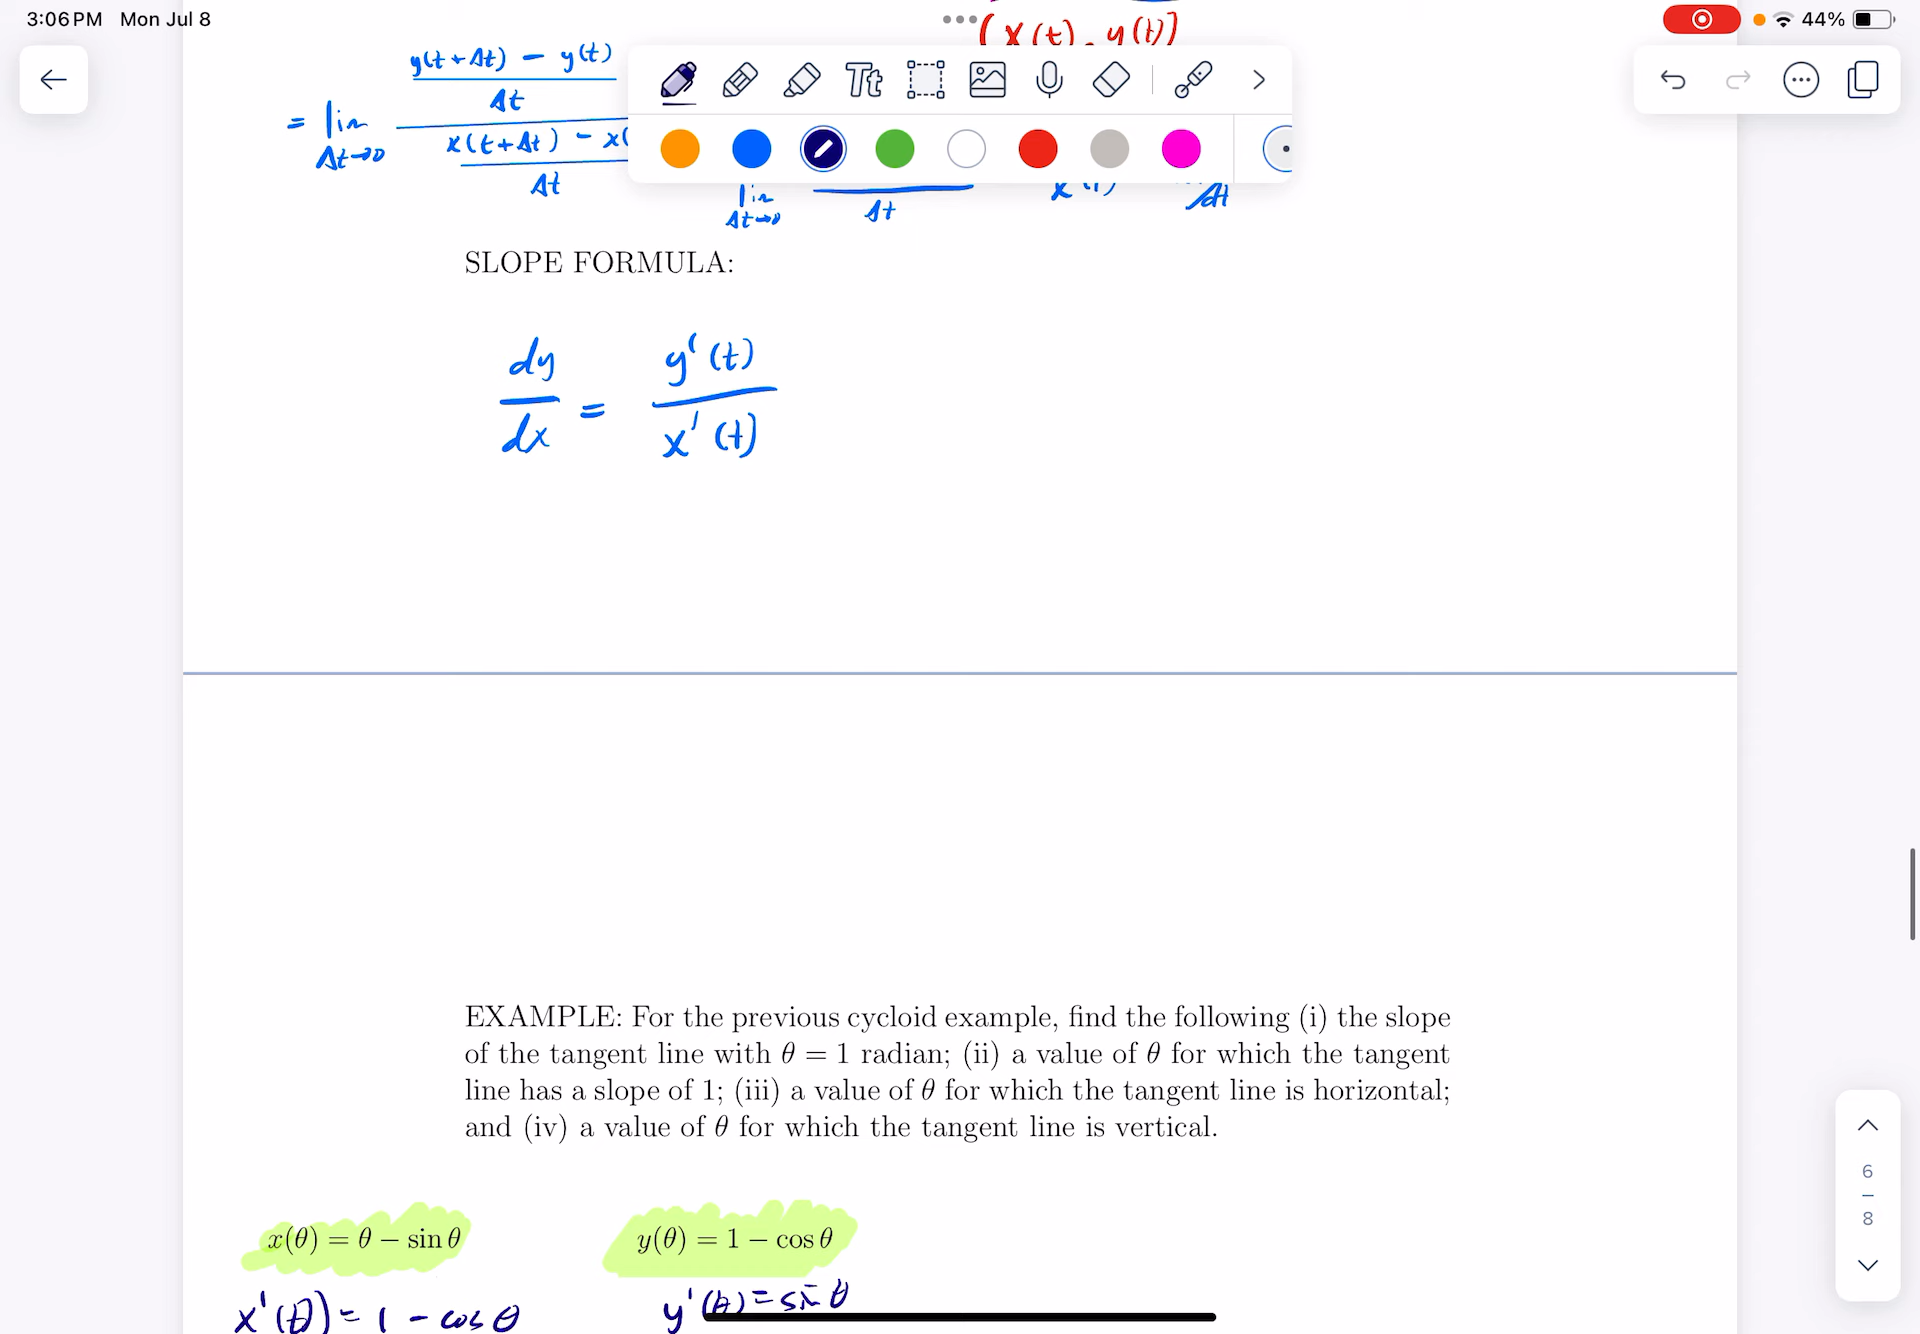 3:06 PM Mon Jul 8
44%
(x(t), y(t))
y(t + Δt) − y(t)
Δt
= lim
Δt→0
x(t+Δt) − x(
Δt
lim
Δt→0
Δt
Tt
SLOPE FORMULA:
dy/dx = y'(t)/x'(t)
EXAMPLE: For the previous cycloid example, find the following (i) the slope
of the tangent line with θ = 1 radian; (ii) a value of θ for which the tangent
line has a slope of 1; (iii) a value of θ for which the tangent line is horizontal;
and (iv) a value of θ for which the tangent line is vertical.
x(θ) = θ − sin θ y(θ) = 1 − cos θ
x'(θ) = 1 − cos θ y'(θ) = sin θ
6
8